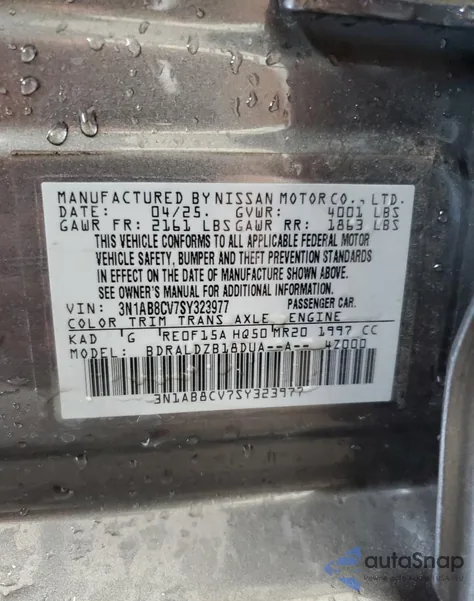 MANUFACTURED BY NISSAN MOTOR CO., LTD.
DATE: 04/25. GVWR: 4001 LBS
GAWR FR: 2161 LBS GAWR RR: 1863 LBS
THIS VEHICLE CONFORMS TO ALL APPLICABLE FEDERAL MOTOR
VEHICLE SAFETY, BUMPER AND THEFT PREVENTION STANDARDS
IN EFFECT ON THE DATE OF MANUFACTURE SHOWN ABOVE.
SEE OWNER'S MANUAL FOR ADDITIONAL INFORMATION.
VIN: 3N1AB8CV7SY323977 PASSENGER CAR.
COLOR TRIM TRANS AXLE ENGINE
KAD G RE0F15A HQ50 MR20 1997 CC
MODEL: BDRALDZB18DUA--A-- 4Z000
3N1AB8CV7SY323977
autoSnap